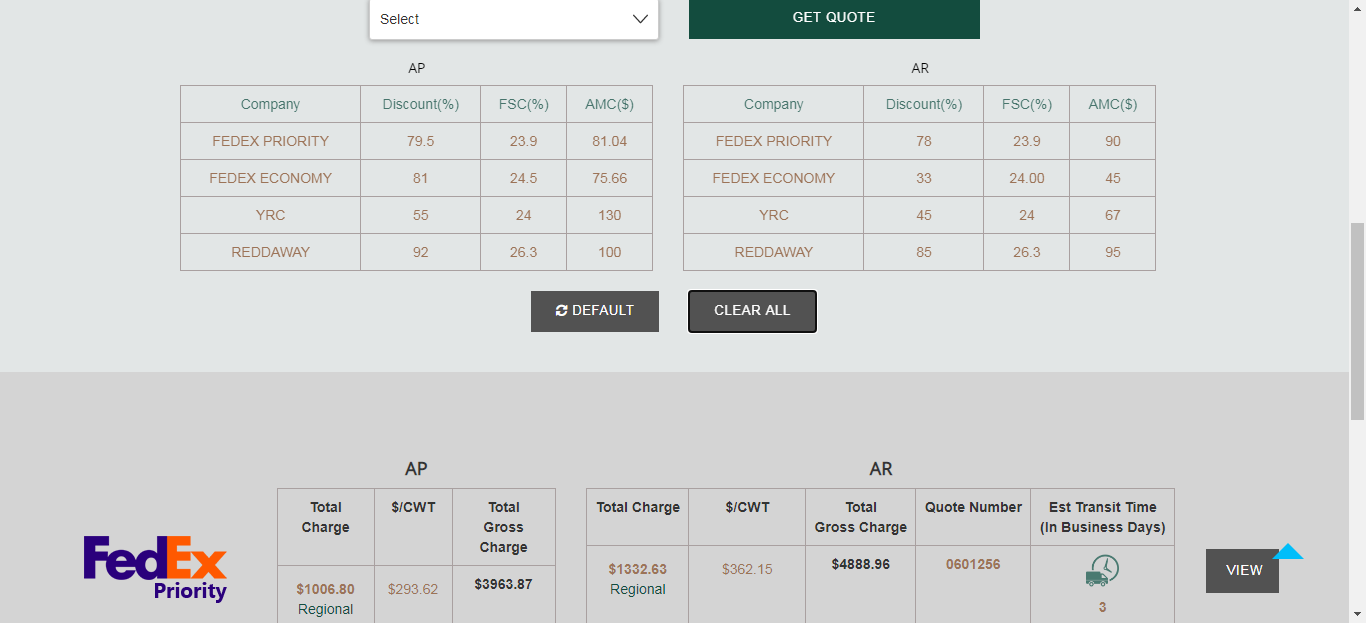 Select
GET QUOTE
AP
Company Discount(%) FSC(%) AMC($)
FEDEX PRIORITY 79.5 23.9 81.04
FEDEX ECONOMY 81 24.5 75.66
YRC 55 24 130
REDDAWAY 92 26.3 100
AR
Company Discount(%) FSC(%) AMC($)
FEDEX PRIORITY 78 23.9 90
FEDEX ECONOMY 33 24.00 45
YRC 45 24 67
REDDAWAY 85 26.3 95
DEFAULT
CLEAR ALL
FedEx
Priority
AP
Total $/CWT Total
Charge Gross
Charge
$1006.80 $293.62 $3963.87
Regional
AR
Total Charge $/CWT Total Quote Number Est Transit Time
Gross Charge (In Business Days)
$1332.63 $362.15 $4888.96 0601256
Regional
3
VIEW